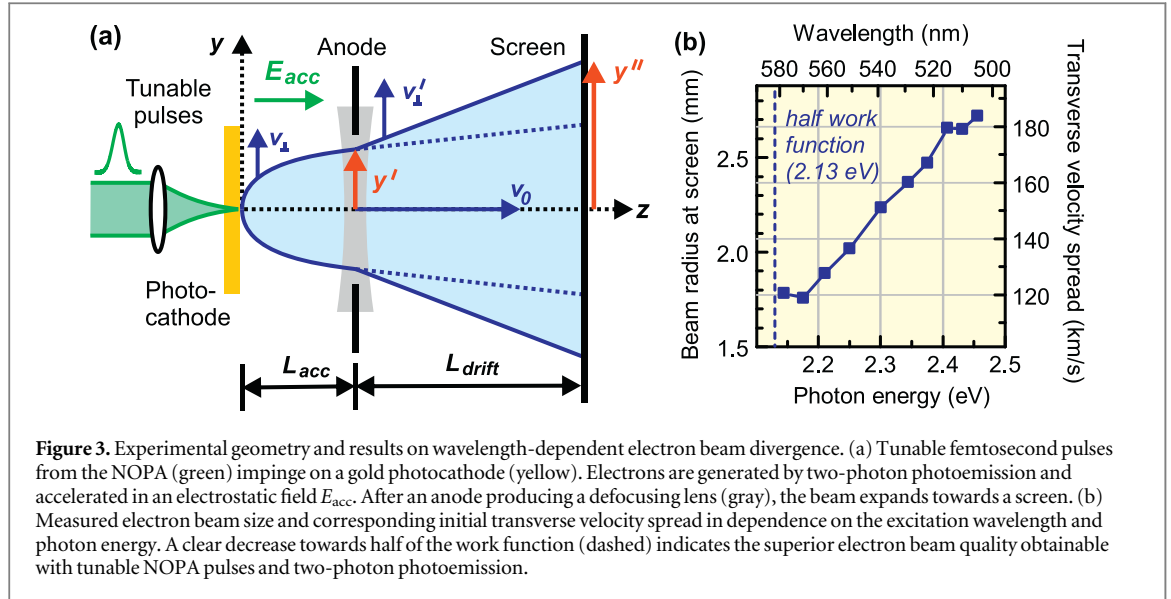 (a)
y
Anode
Screen
E_acc
Tunable
pulses
v⊥
v⊥′
y′
y″
v₀
z
Photo-
cathode
L_acc
L_drift
(b)
Wavelength (nm)
580 560 540 520 500
Beam radius at screen (mm)
2.5
2.0
1.5
half work
function
(2.13 eV)
180
160
140
120
Transverse velocity spread (km/s)
2.2 2.3 2.4 2.5
Photon energy (eV)
Figure 3. Experimental geometry and results on wavelength-dependent electron beam divergence. (a) Tunable femtosecond pulses
from the NOPA (green) impinge on a gold photocathode (yellow). Electrons are generated by two-photon photoemission and
accelerated in an electrostatic field E_acc. After an anode producing a defocusing lens (gray), the beam expands towards a screen. (b)
Measured electron beam size and corresponding initial transverse velocity spread in dependence on the excitation wavelength and
photon energy. A clear decrease towards half of the work function (dashed) indicates the superior electron beam quality obtainable
with tunable NOPA pulses and two-photon photoemission.